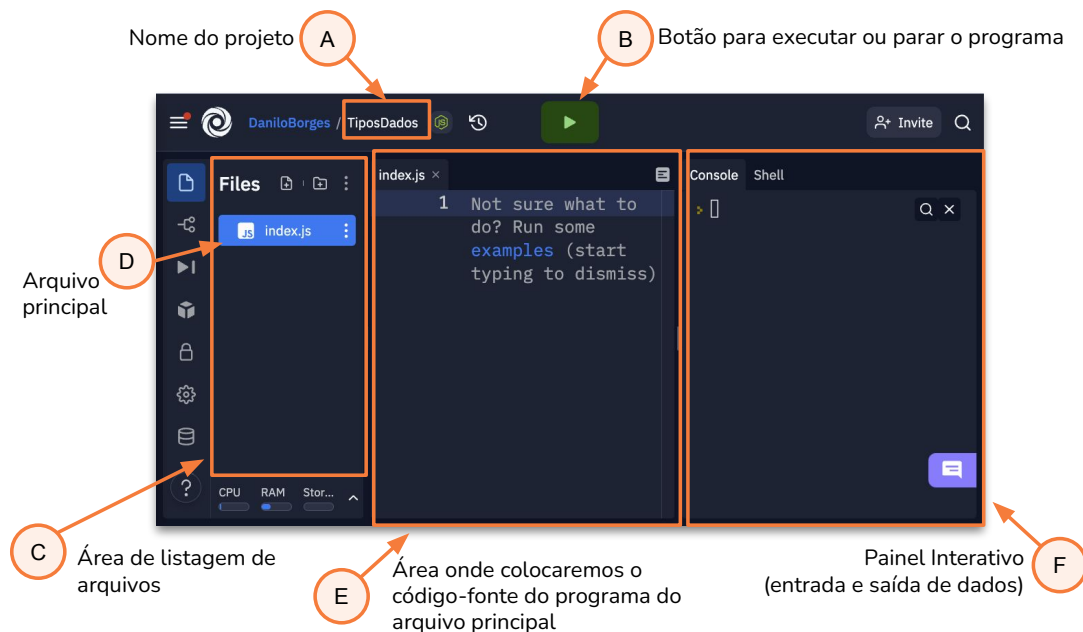 Nome do projeto
A
B
Botão para executar ou parar o programa
DaniloBorges / TiposDados
Invite
Files
index.js ×
Console Shell
1 Not sure what to
do? Run some
examples (start
typing to dismiss)
JS index.js
D
Arquivo
principal
?
CPU RAM Stor...
C
Área de listagem de
arquivos
E
Área onde colocaremos o
código-fonte do programa do
arquivo principal
Painel Interativo
(entrada e saída de dados)
F